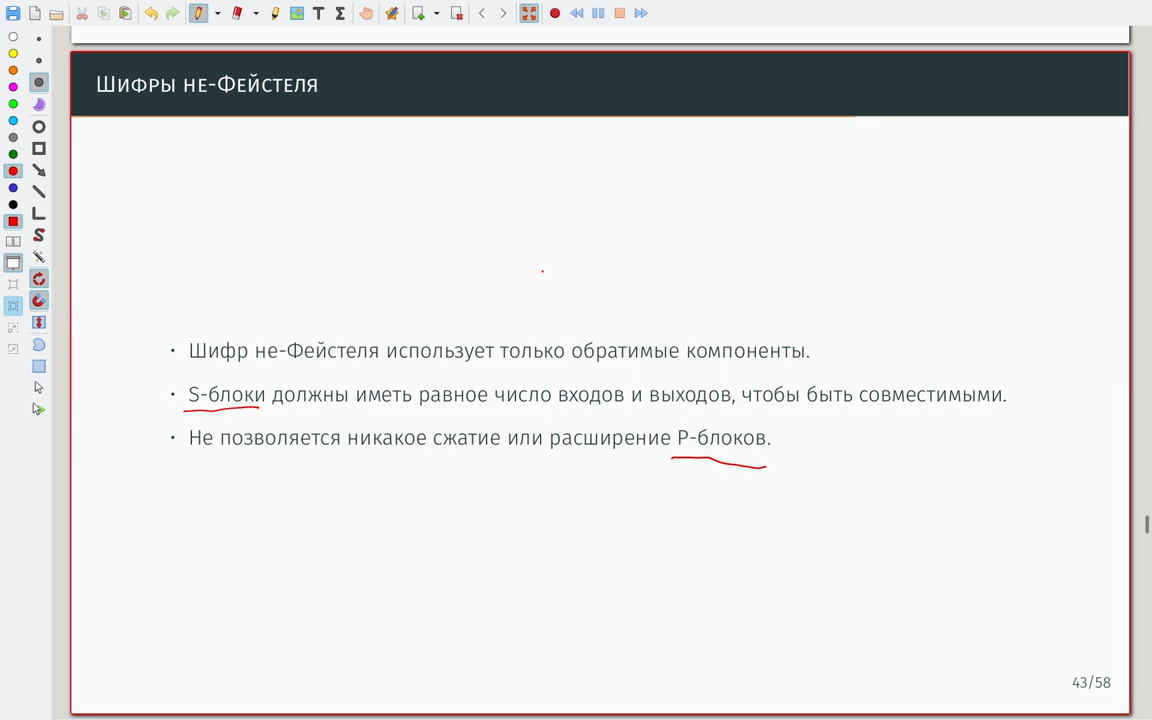 Шифры не-Фейстеля
• Шифр не-Фейстеля использует только обратимые компоненты.
• S-блоки должны иметь равное число входов и выходов, чтобы быть совместимыми.
• Не позволяется никакое сжатие или расширение P-блоков.
43/58